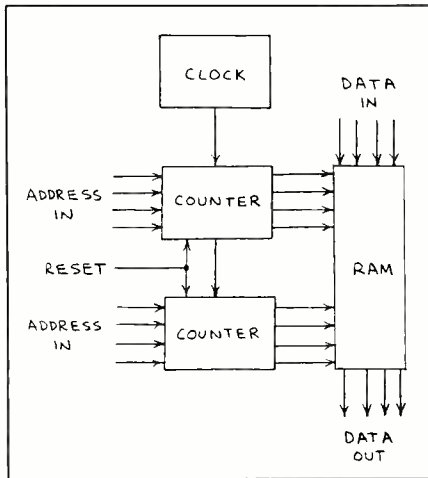 CLOCK
DATA
IN
ADDRESS
IN
COUNTER
RESET
RAM
ADDRESS
IN
COUNTER
DATA
OUT